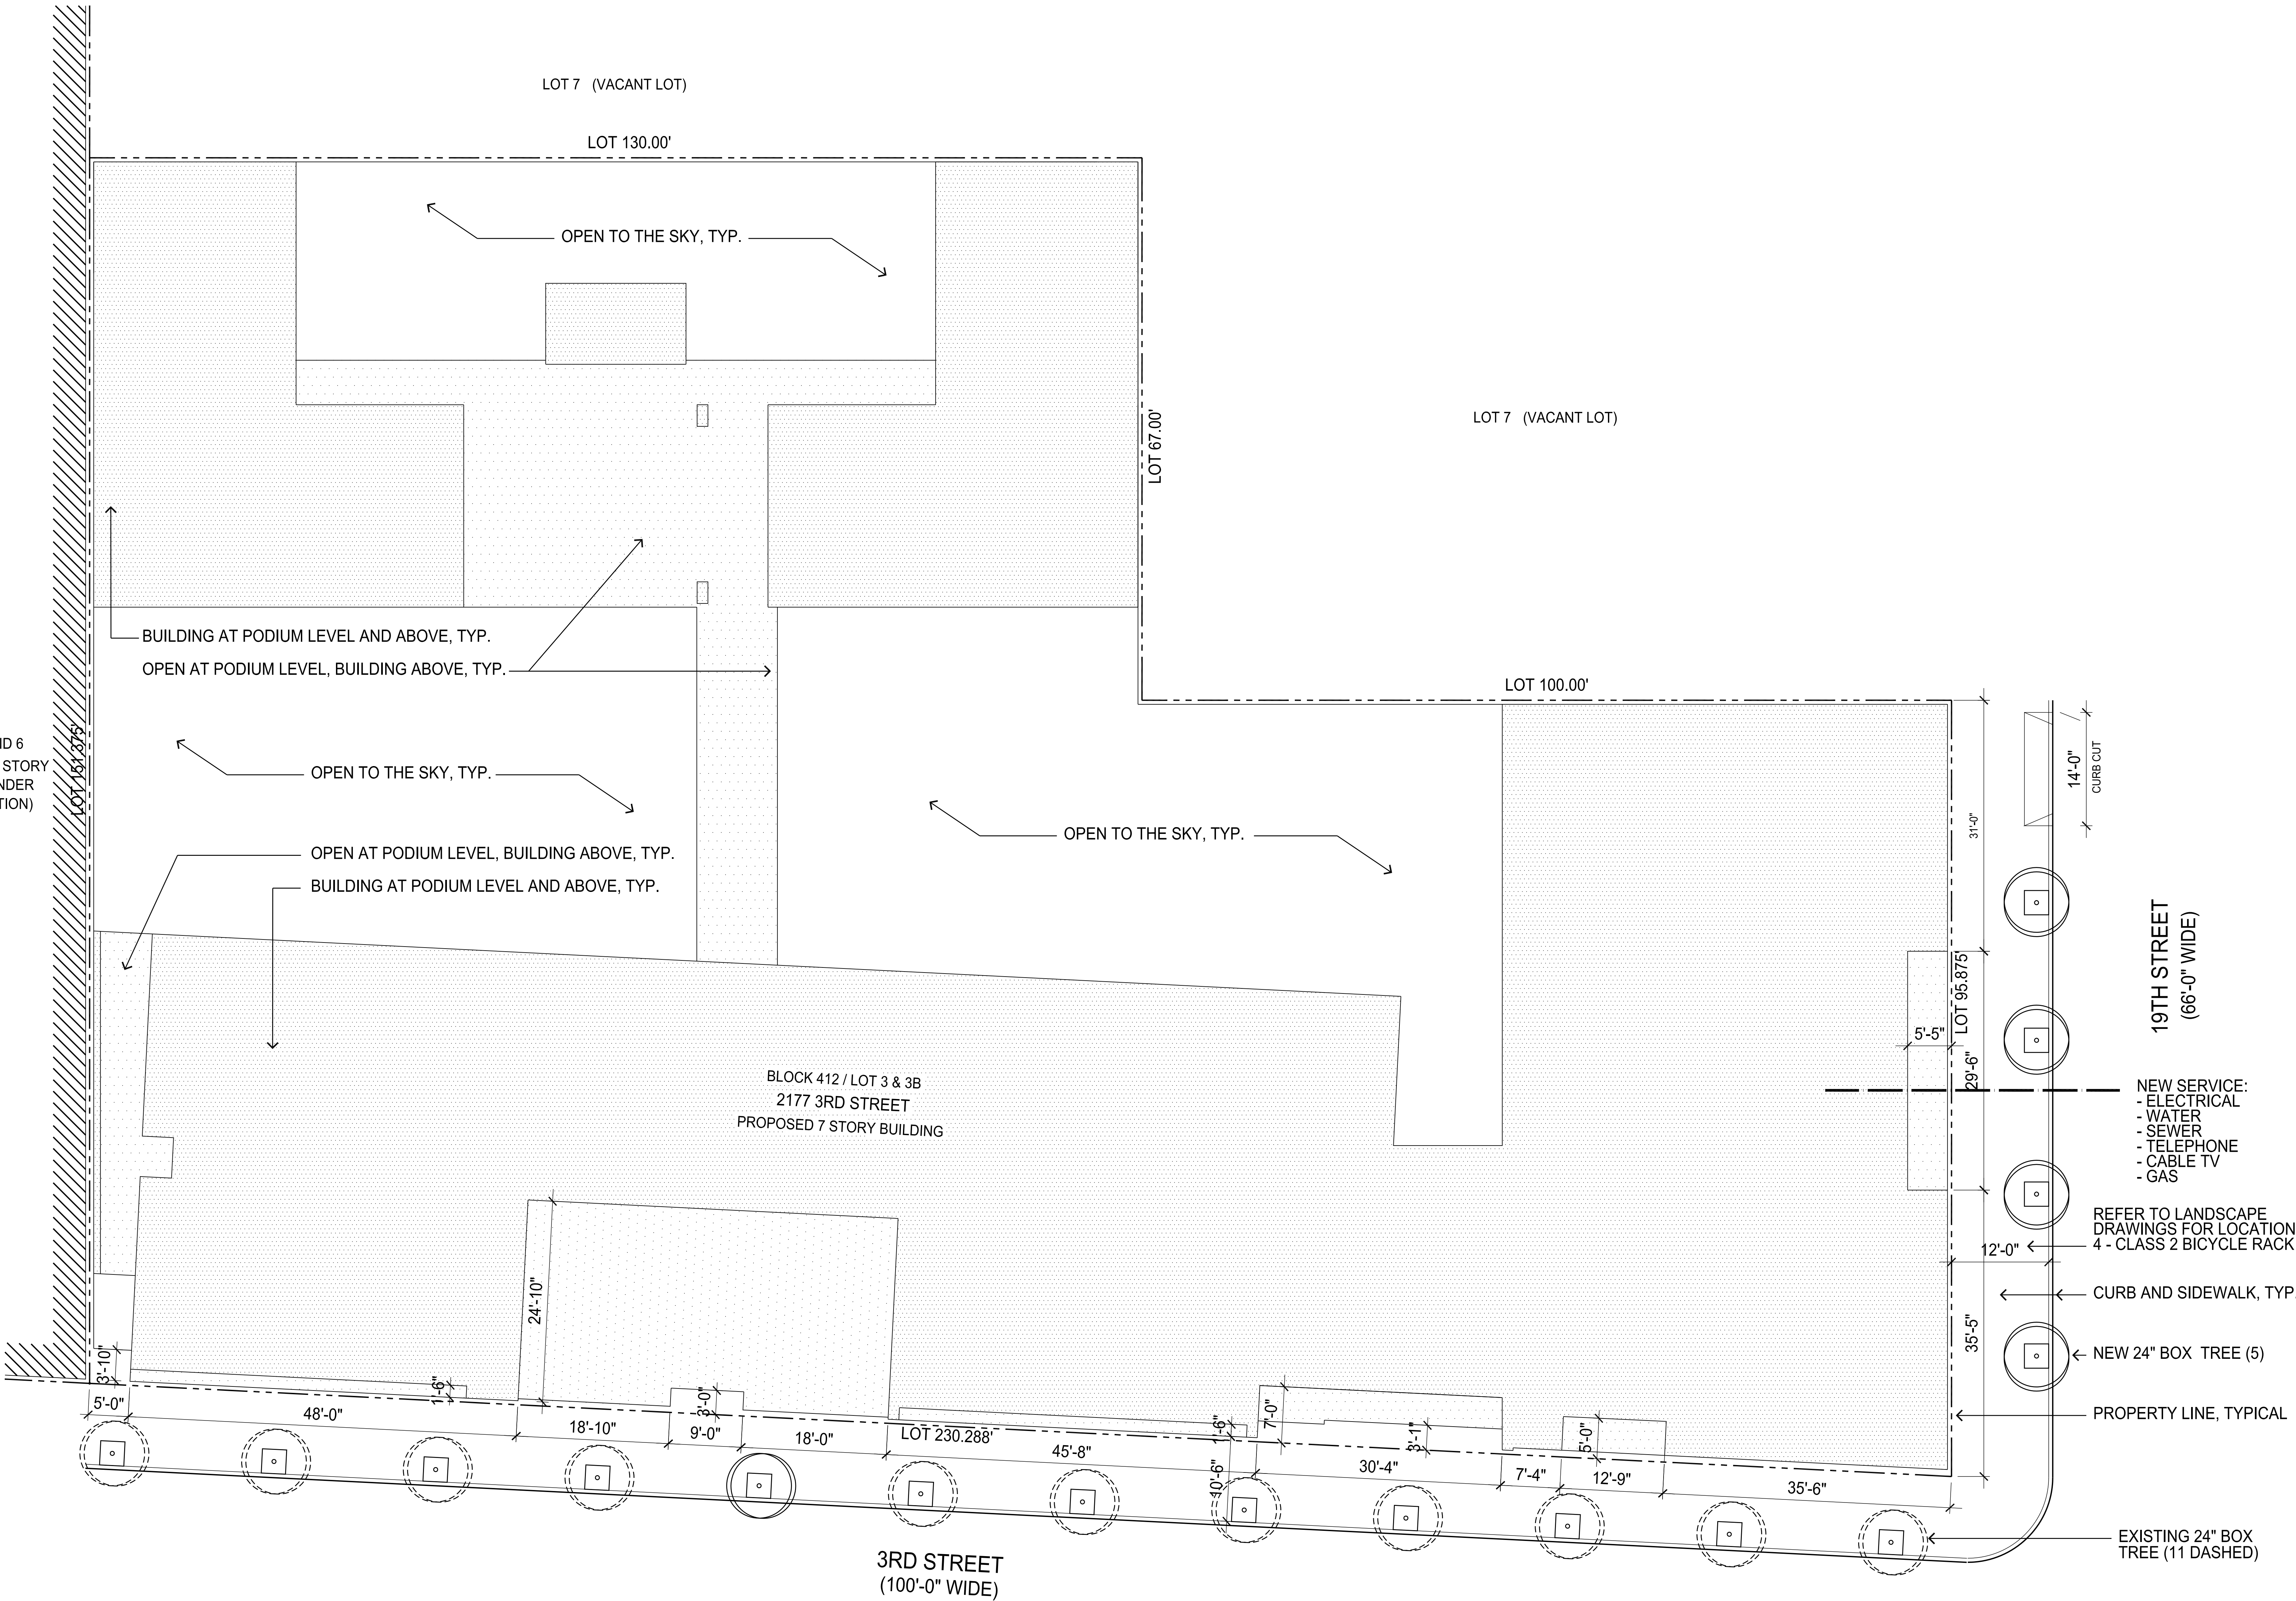 LOT 7 (VACANT LOT)
LOT 130.00'
OPEN TO THE SKY, TYP.
LOT 67.00'
LOT 7 (VACANT LOT)
BUILDING AT PODIUM LEVEL AND ABOVE, TYP.
OPEN AT PODIUM LEVEL, BUILDING ABOVE, TYP.
LOT 100.00'
LOT 151.375'
6
STORY
OPEN TO THE SKY, TYP.
OPEN TO THE SKY, TYP.
OPEN AT PODIUM LEVEL, BUILDING ABOVE, TYP.
BUILDING AT PODIUM LEVEL AND ABOVE, TYP.
14'-0"
CURB CUT
31'-0"
19TH STREET
(66'-0" WIDE)
LOT 95.875'
5'-5"
29'-6"
BLOCK 412 / LOT 3 & 3B
2177 3RD STREET
PROPOSED 7 STORY BUILDING
NEW SERVICE:
- ELECTRICAL
- WATER
- SEWER
- TELEPHONE
- CABLE TV
- GAS
REFER TO LANDSCAPE
DRAWINGS FOR LOCATION
4 - CLASS 2 BICYCLE RACK
12'-0"
CURB AND SIDEWALK, TYP.
35'-5"
NEW 24" BOX TREE (5)
PROPERTY LINE, TYPICAL
24'-10"
3'-10"
1'-6"
3'-0"
1'-6"
7'-0"
3'-1"
5'-0"
10'-6"
5'-0"
48'-0"
18'-10"
9'-0"
18'-0"
LOT 230.288'
45'-8"
30'-4"
7'-4"
12'-9"
35'-6"
EXISTING 24" BOX
TREE (11 DASHED)
3RD STREET
(100'-0" WIDE)